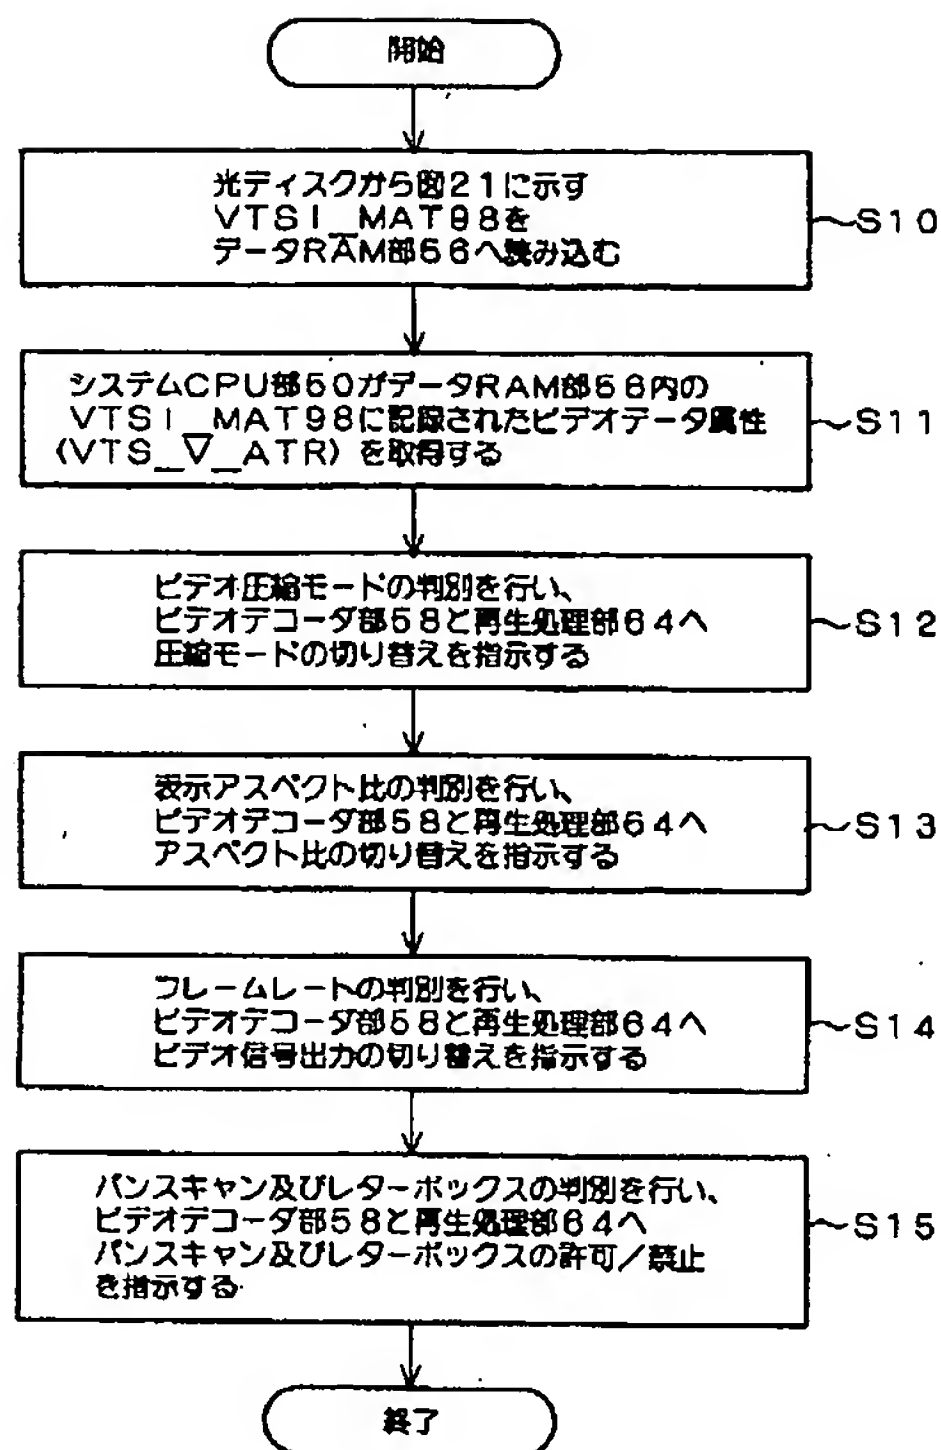 開始
光ディスクから図21に示す
VTSI_MAT98を
データRAM部56へ読み込む
~S10
システムCPU部50がデータRAM部56内の
VTSI_MAT98に記録されたビデオデータ属性
(VTS_V_ATR)を取得する
~S11
ビデオ圧縮モードの判別を行い、
ビデオデコーダ部58と再生処理部64へ
圧縮モードの切り替えを指示する
~S12
表示アスペクト比の判別を行い、
ビデオデコーダ部58と再生処理部64へ
アスペクト比の切り替えを指示する
~S13
フレームレートの判別を行い、
ビデオデコーダ部58と再生処理部64へ
ビデオ信号出力の切り替えを指示する
~S14
パンスキャン及びレターボックスの判別を行い、
ビデオデコーダ部58と再生処理部64へ
パンスキャン及びレターボックスの許可/禁止
を指示する
~S15
終了